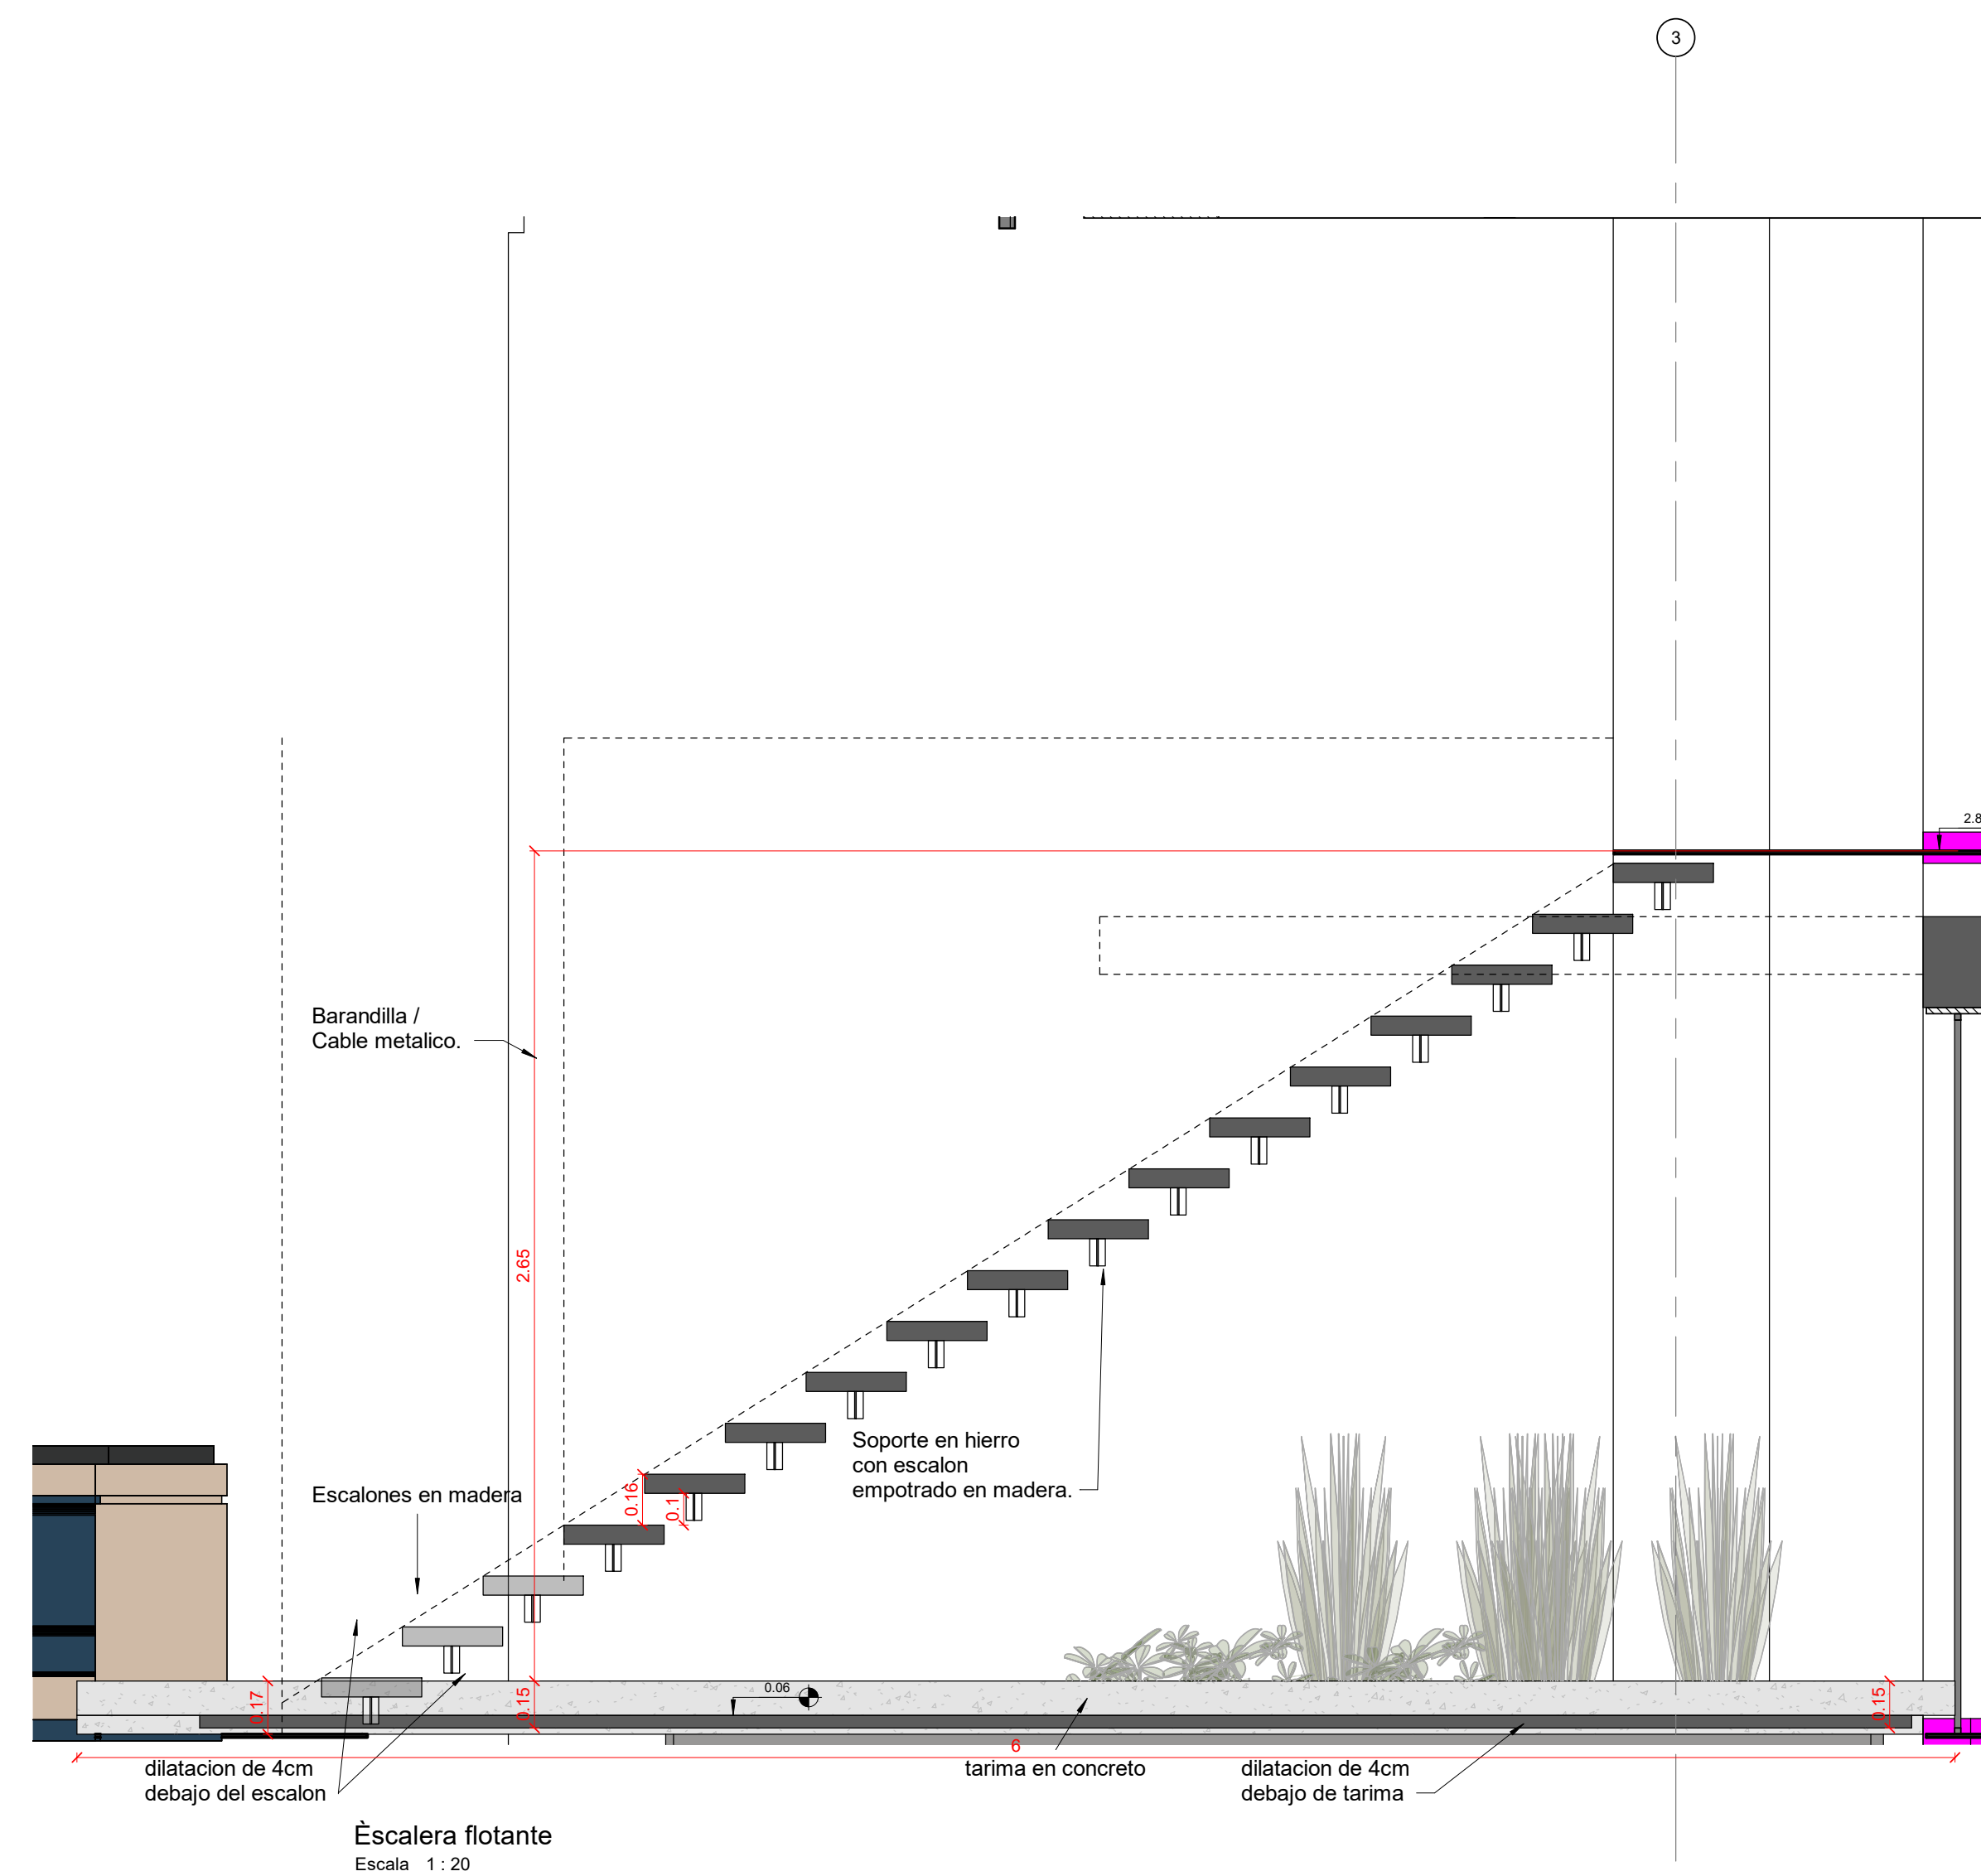 3
2.8
Barandilla /
Cable metalico.
2.65
Soporte en hierro
con escalon
empotrado en madera.
0.16
0.1
Escalones en madera
0.17
0.15
0.06
0.15
6
dilatacion de 4cm
debajo del escalon
tarima en concreto
dilatacion de 4cm
debajo de tarima
Èscalera flotante
Escala 1 : 20